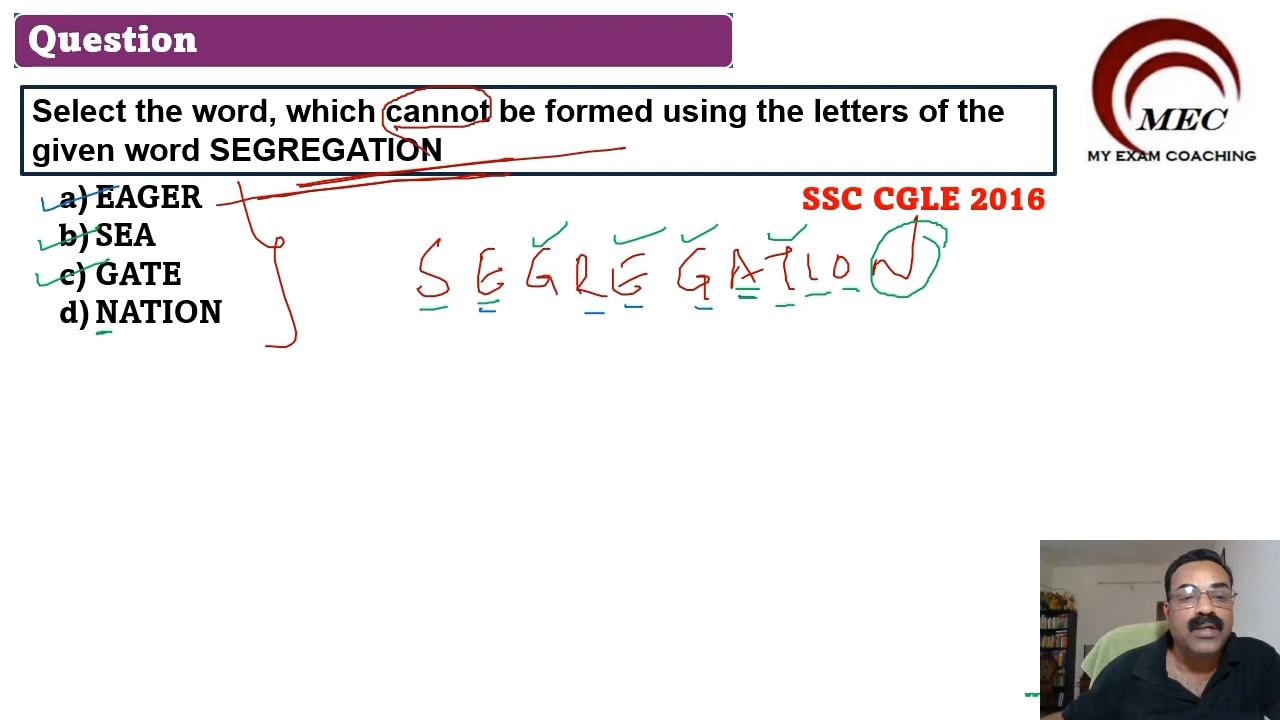 Question
Select the word, which cannot be formed using the letters of the
given word SEGREGATION
a) EAGER
b) SEA
c) GATE
d) NATION
SSC CGLE 2016
SEGREGATION
MEC
MY EXAM COACHING